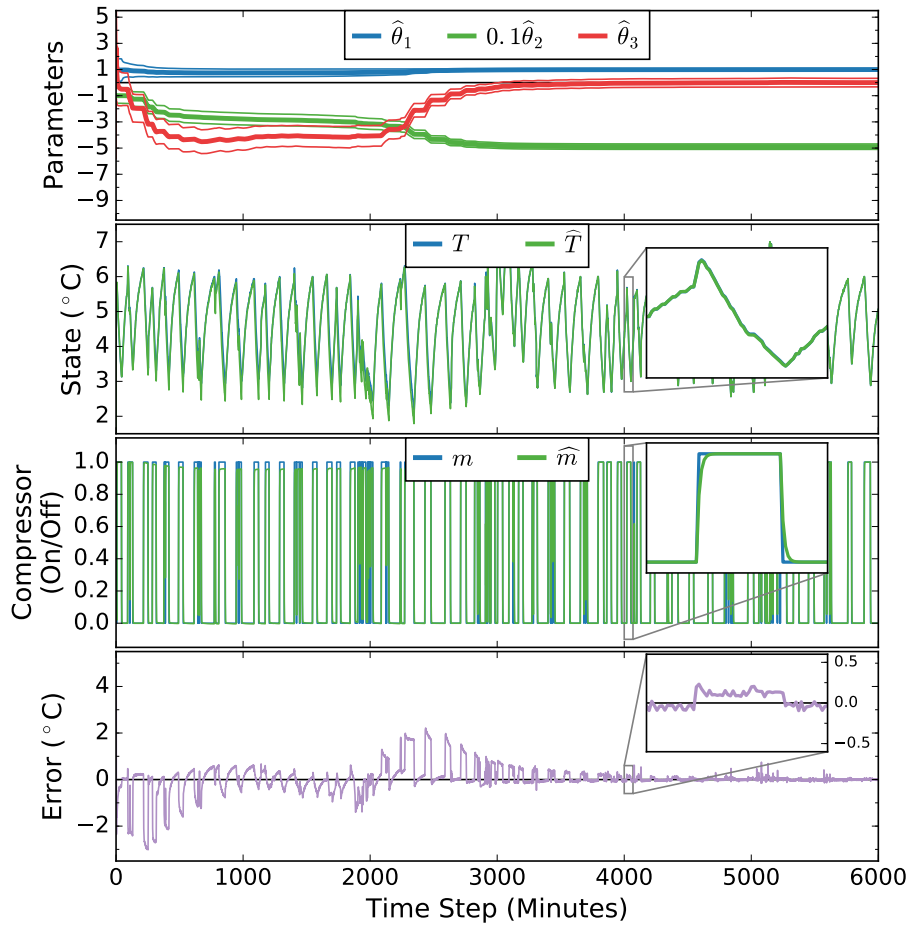 5
3
1
−1
−3
−5
−7
−9
Parameters
θ̂₁ 0.1θ̂₂ θ̂₃
7
6
5
4
3
2
State (°C)
T T̂
1.0
0.8
0.6
0.4
0.2
0.0
Compressor
(On/Off)
m m̂
4
2
0
−2
Error (°C)
0.5
0.0
−0.5
0 1000 2000 3000 4000 5000 6000
Time Step (Minutes)